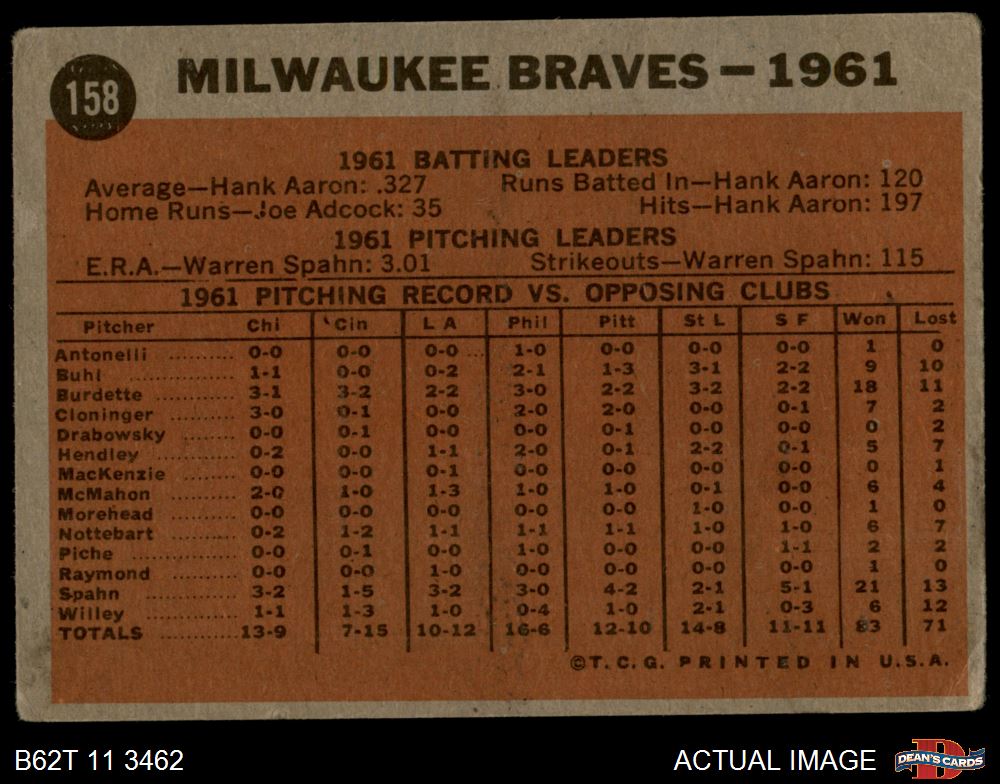 158
MILWAUKEE BRAVES — 1961
1961 BATTING LEADERS
Average—Hank Aaron: .327 Runs Batted In—Hank Aaron: 120
Home Runs—Joe Adcock: 35 Hits—Hank Aaron: 197
1961 PITCHING LEADERS
E.R.A.—Warren Spahn: 3.01 Strikeouts—Warren Spahn: 115
1961 PITCHING RECORD VS. OPPOSING CLUBS
Pitcher Chi Cin L A Phil Pitt St L S F Won Lost
Antonelli .......... 0-0 0-0 0-0 1-0 0-0 0-0 0-0 1 0
Buhl .......... 1-1 0-0 0-2 2-1 1-3 3-1 2-2 9 10
Burdette .......... 3-1 3-2 2-2 3-0 2-2 3-2 2-2 18 11
Cloninger .......... 3-0 0-1 0-0 2-0 2-0 0-0 0-1 7 2
Drabowsky .......... 0-0 0-1 0-0 0-0 0-1 0-0 0-0 0 2
Hendley .......... 0-2 0-0 1-1 2-0 0-1 2-2 0-1 5 7
MacKenzie .......... 0-0 0-0 0-1 0-0 0-0 0-0 0-0 0 1
McMahon .......... 2-0 1-0 1-3 1-0 1-0 0-1 0-0 6 4
Morehead .......... 0-0 0-0 0-0 0-0 0-0 1-0 0-0 1 0
Nottebart .......... 0-2 1-2 1-1 1-1 1-1 1-0 1-0 6 7
Piche .......... 0-0 0-1 0-0 1-0 0-0 0-0 1-1 2 2
Raymond .......... 0-0 0-0 1-0 0-0 0-0 0-0 0-0 1 0
Spahn .......... 3-2 1-5 3-2 3-0 4-2 2-1 5-1 21 13
Willey .......... 1-1 1-3 1-0 0-4 1-0 2-1 0-3 6 12
TOTALS .......... 13-9 7-15 10-12 16-6 12-10 14-8 11-11 83 71
©T.C.G. PRINTED IN U.S.A.
B62T 11 3462 ACTUAL IMAGE
D
DEAN'S CARDS